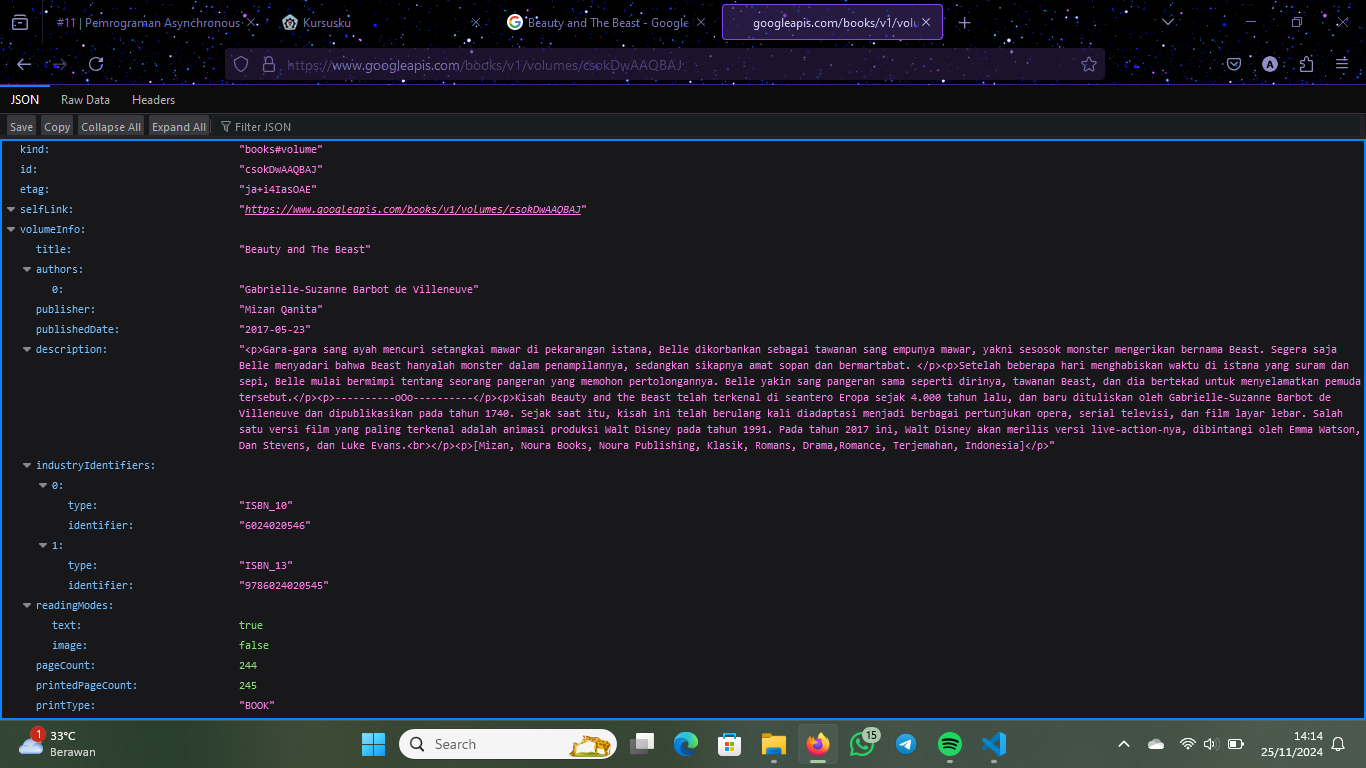 #11 | Pemrograman Asynchronous
Kursusku
Beauty and The Beast - Google
googleapis.com/books/v1/volu
https://www.googleapis.com/books/v1/volumes/csokDwAAQBAJ
JSON Raw Data Headers
Save Copy Collapse All Expand All Filter JSON
kind: "books#volume"
id: "csokDwAAQBAJ"
etag: "ja+i4IasOAE"
selfLink: "https://www.googleapis.com/books/v1/volumes/csokDwAAQBAJ"
volumeInfo:
title: "Beauty and The Beast"
authors:
0: "Gabrielle-Suzanne Barbot de Villeneuve"
publisher: "Mizan Qanita"
publishedDate: "2017-05-23"
description: "<p>Gara-gara sang ayah mencuri setangkai mawar di pekarangan istana, Belle dikorbankan sebagai tawanan sang empunya mawar, yakni sesosok monster mengerikan bernama Beast. Segera saja
Belle menyadari bahwa Beast hanyalah monster dalam penampilannya, sedangkan sikapnya amat sopan dan bermartabat. </p><p>Setelah beberapa hari menghabiskan waktu di istana yang suram dan
sepi, Belle mulai bermimpi tentang seorang pangeran yang memohon pertolongannya. Belle yakin sang pangeran sama seperti dirinya, tawanan Beast, dan dia bertekad untuk menyelamatkan pemuda
tersebut.</p><p>----------oOo----------</p><p>Kisah Beauty and the Beast telah terkenal di seantero Eropa sejak 4.000 tahun lalu, dan baru dituliskan oleh Gabrielle-Suzanne Barbot de
Villeneuve dan dipublikasikan pada tahun 1740. Sejak saat itu, kisah ini telah berulang kali diadaptasi menjadi berbagai pertunjukan opera, serial televisi, dan film layar lebar. Salah
satu versi film yang paling terkenal adalah animasi produksi Walt Disney pada tahun 1991. Pada tahun 2017 ini, Walt Disney akan merilis versi live-action-nya, dibintangi oleh Emma Watson,
Dan Stevens, dan Luke Evans.<br></p><p>[Mizan, Noura Books, Noura Publishing, Klasik, Romans, Drama,Romance, Terjemahan, Indonesia]</p>"
industryIdentifiers:
0:
type: "ISBN_10"
identifier: "6024020546"
1:
type: "ISBN_13"
identifier: "9786024020545"
readingModes:
text: true
image: false
pageCount: 244
printedPageCount: 245
printType: "BOOK"
1
33°C
Berawan
Search
15
14:14
25/11/2024